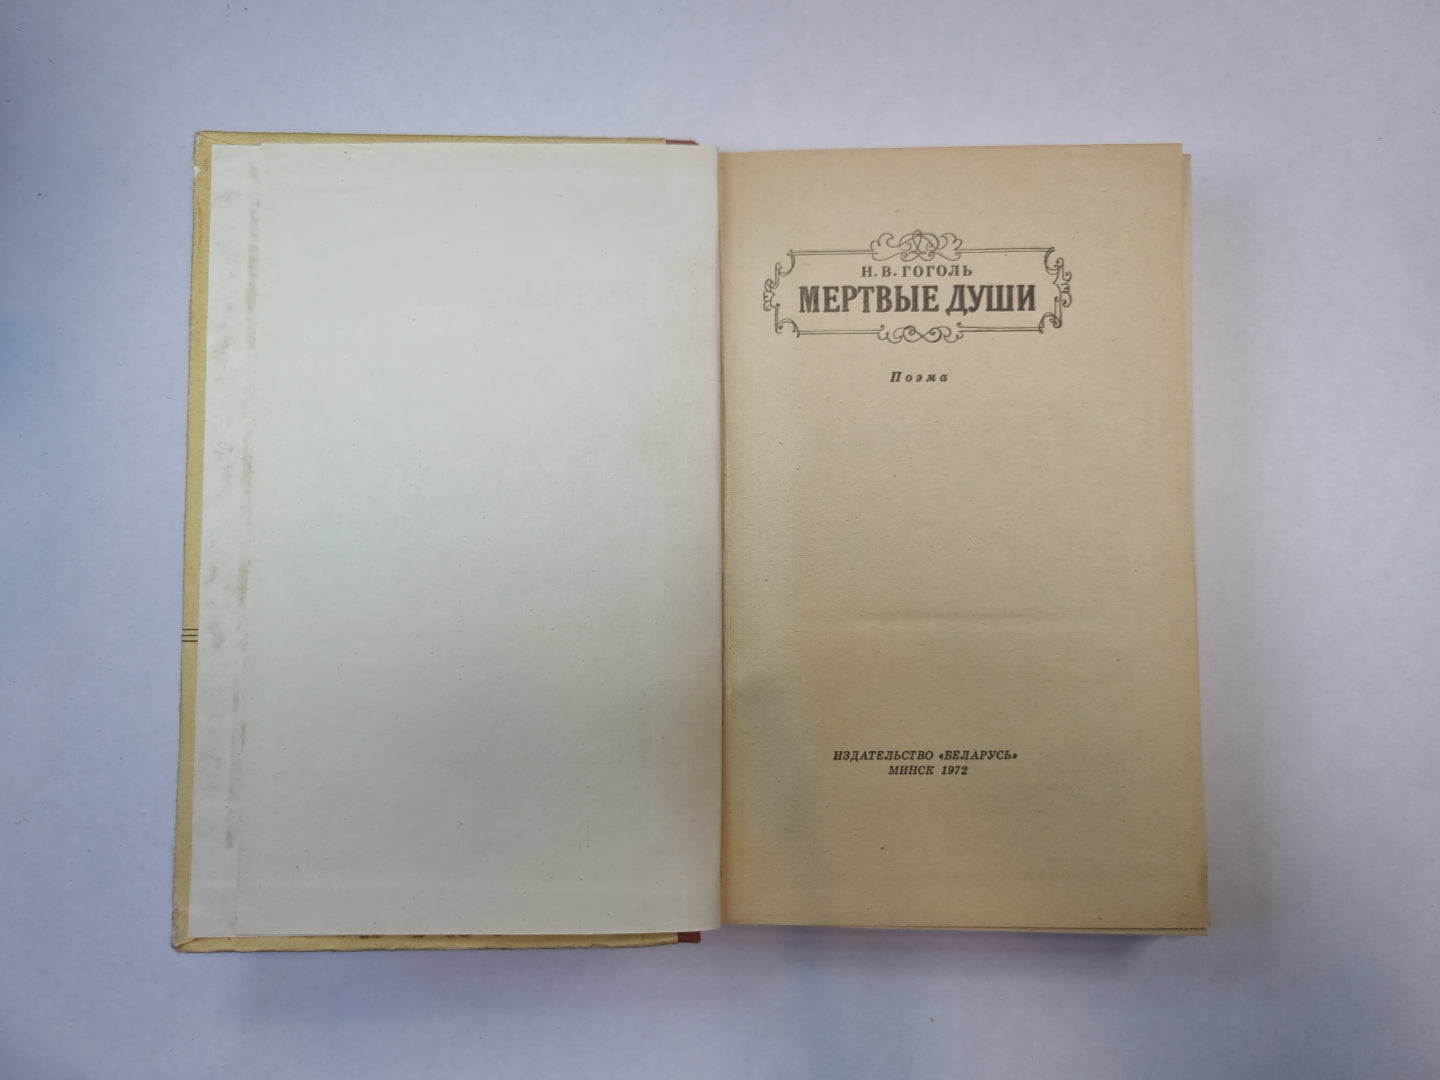 Н. В. ГОГОЛЬ
МЕРТВЫЕ ДУШИ
Поэма
ИЗДАТЕЛЬСТВО «БЕЛАРУСЬ»
МИНСК 1972